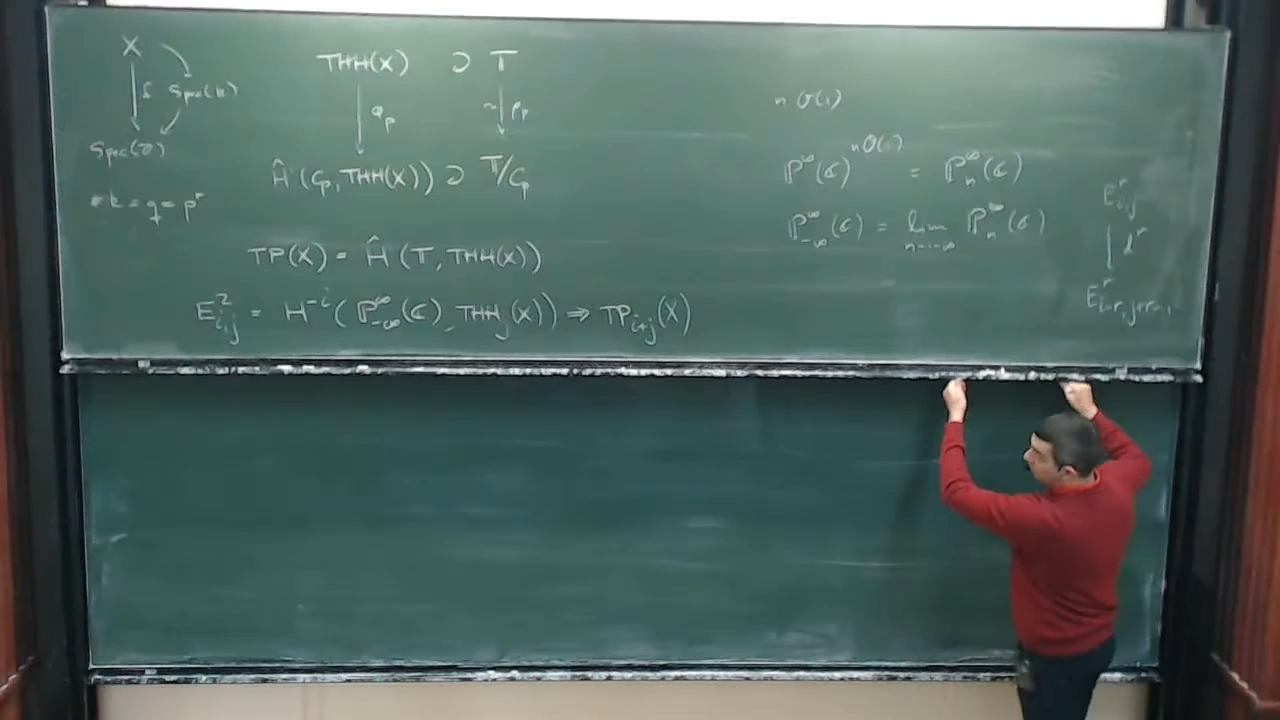 X
f Spec(k)
Spec(Z)
#k = q = p^r
THH(X) ⊃ T
φ_p ~ ρ_p
Ĥ(C_p, THH(X)) ⊃ T/C_p
TP(X) = Ĥ(T, THH(X))
E²_{i,j} = H^{-i}(P^∞_{-∞}(C), THH_j(X)) ⇒ TP_{i+j}(X)
n O(1)
P^∞(C)^{nO(1)} = P^∞_n(C)
P^∞_{-∞}(C) = lim_{n→-∞} P^∞_n(C)
E^r_{i,j}
d^r
E^r_{i-r,j+r-1}